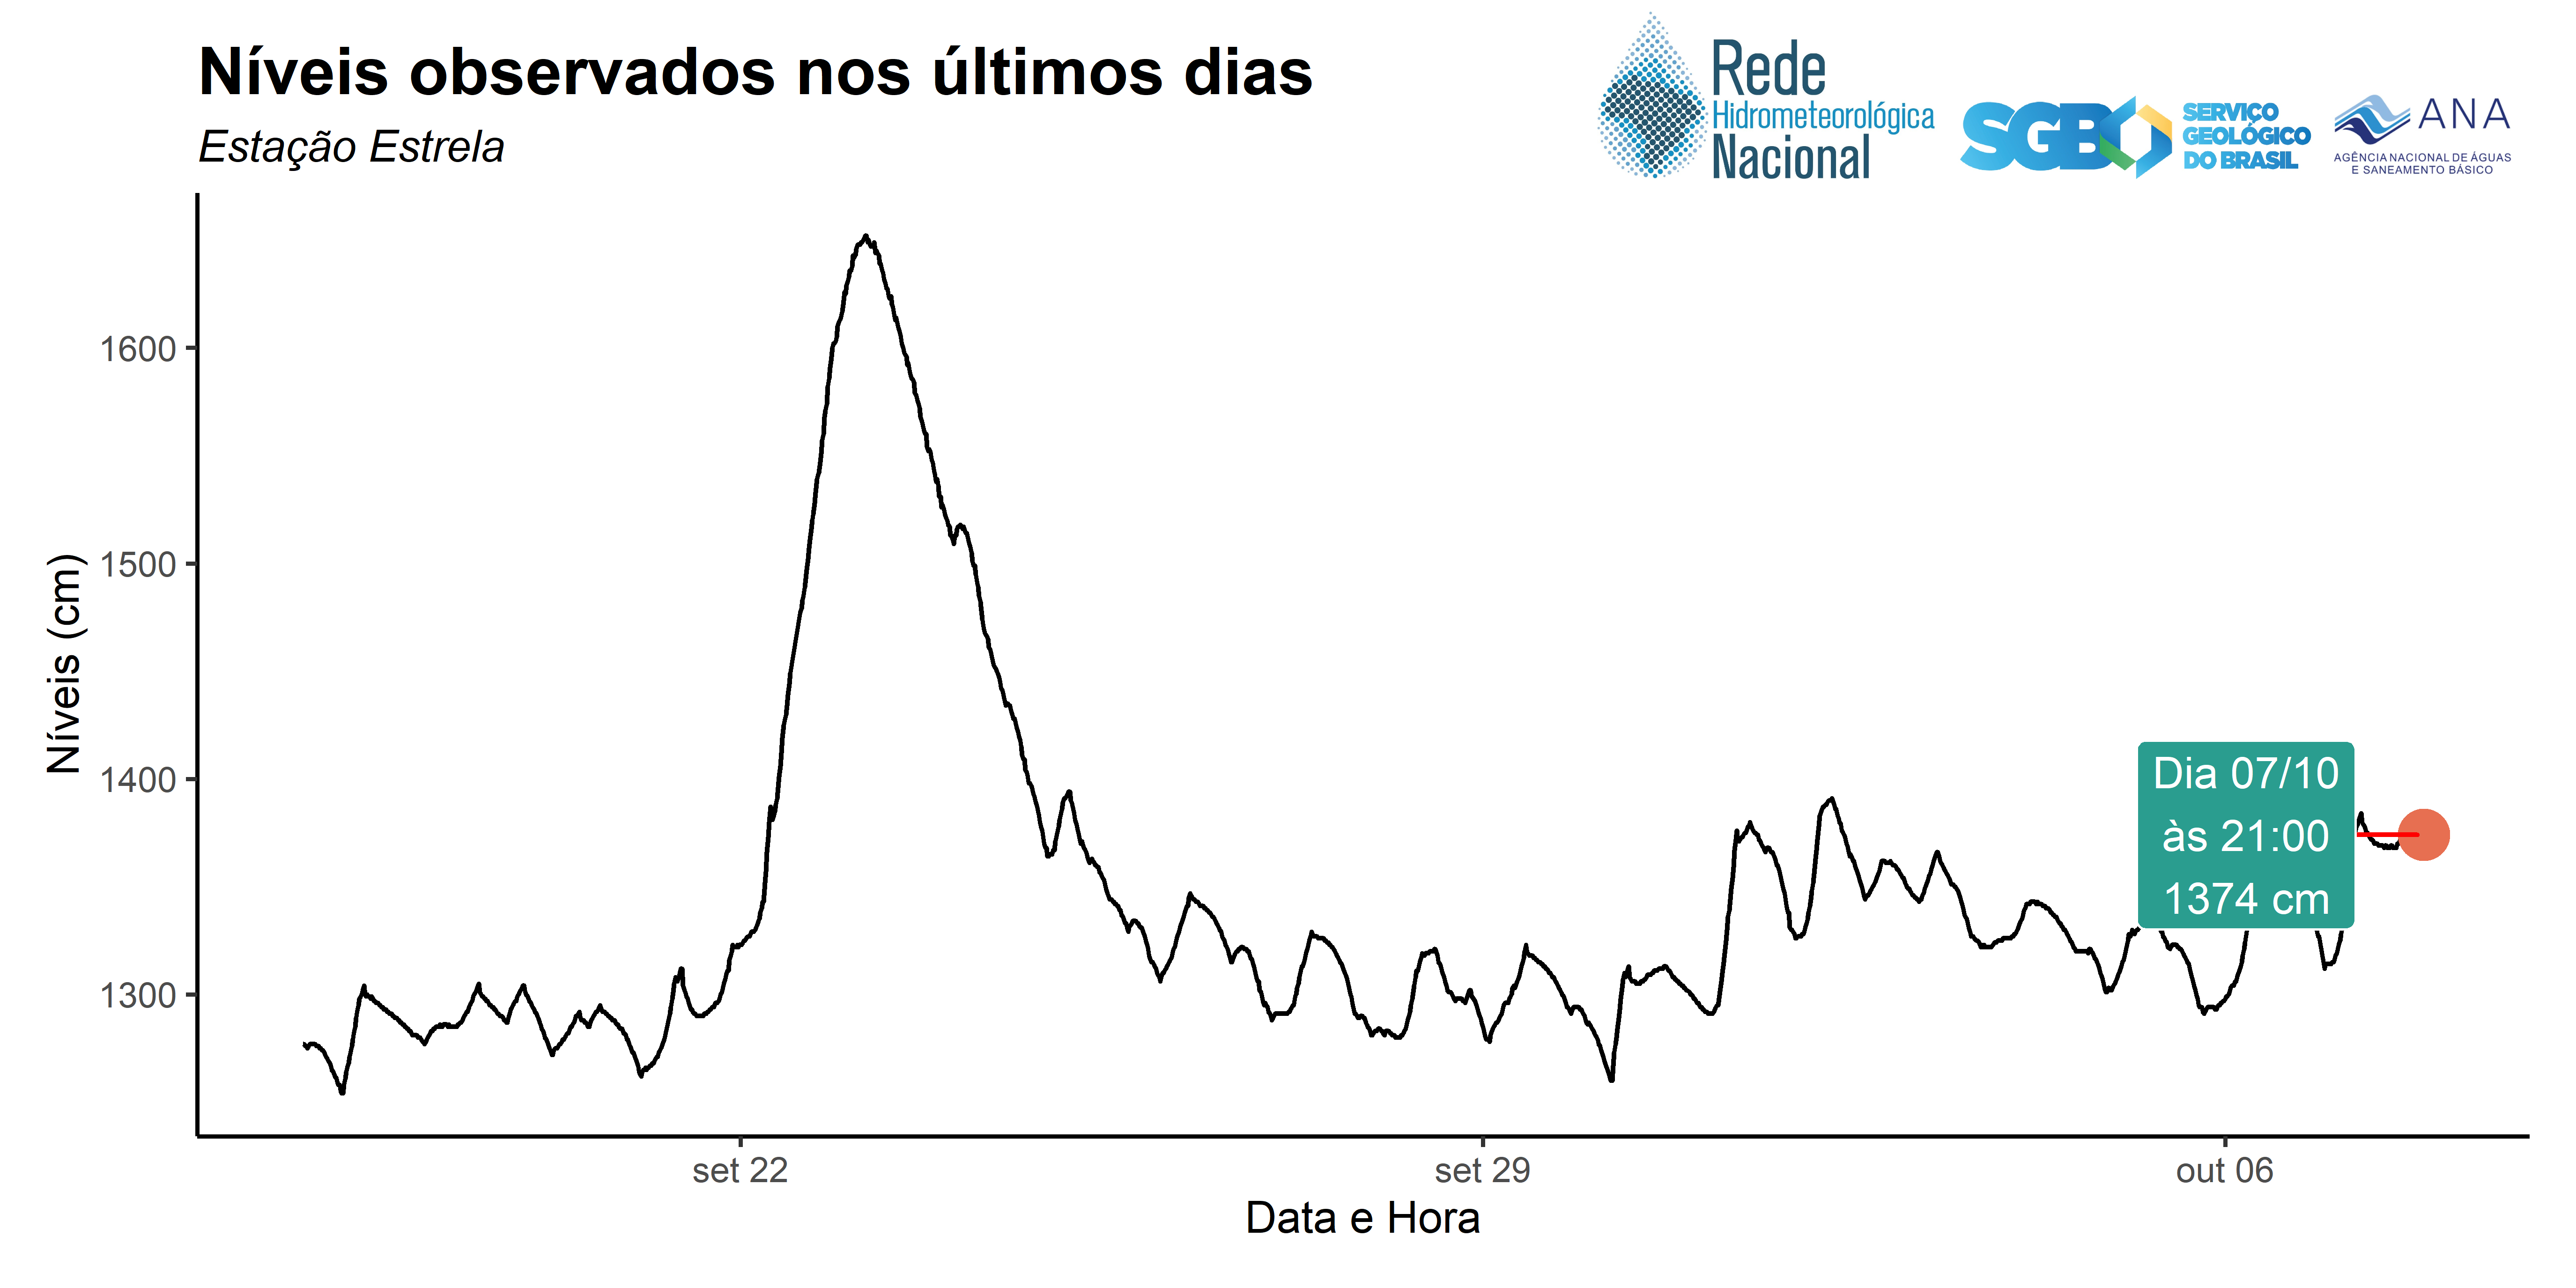 Níveis observados nos últimos dias
Estação Estrela
Rede
Hidrometeorológica
Nacional
SGB
SERVIÇO
GEOLÓGICO
DO BRASIL
ANA
AGÊNCIA NACIONAL DE ÁGUAS
E SANEAMENTO BÁSICO
Níveis (cm)
1600
1500
1400
1300
Dia 07/10
às 21:00
1374 cm
set 22
set 29
out 06
Data e Hora